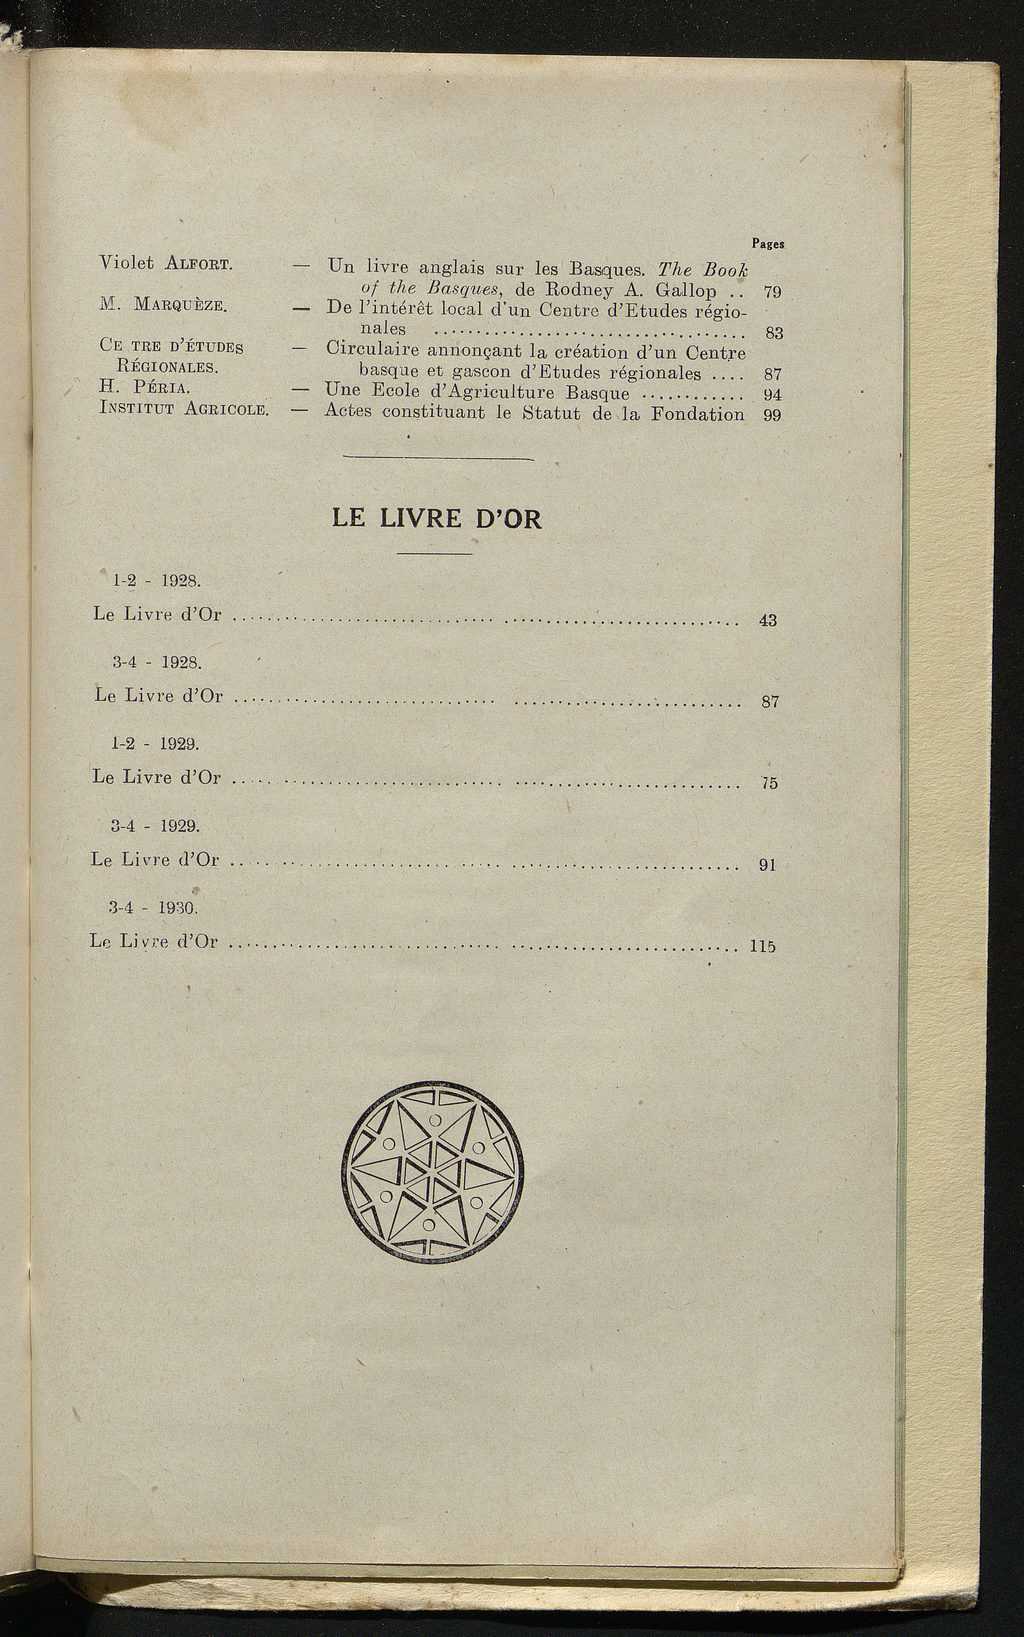 Pages
Violet ALFORT. — Un livre anglais sur les Basques. The Book
of the Basques, de Rodney A. Gallop .. 79
M. MARQUÈZE. — De l'intérêt local d'un Centre d'Etudes régio-
nales .................................... 83
CE TRE D'ÉTUDES — Circulaire annonçant la création d'un Centre
RÉGIONALES. basque et gascon d'Etudes régionales .... 87
H. PÉRIA. — Une Ecole d'Agriculture Basque ............ 94
INSTITUT AGRICOLE. — Actes constituant le Statut de la Fondation 99
LE LIVRE D'OR
1-2 - 1928.
Le Livre d'Or ............................................................ 43
3-4 - 1928.
Le Livre d'Or ............................................................ 87
1-2 - 1929.
Le Livre d'Or ............................................................ 75
3-4 - 1929.
Le Livre d'Or ............................................................ 91
3-4 - 1930.
Le Livre d'Or ............................................................ 115